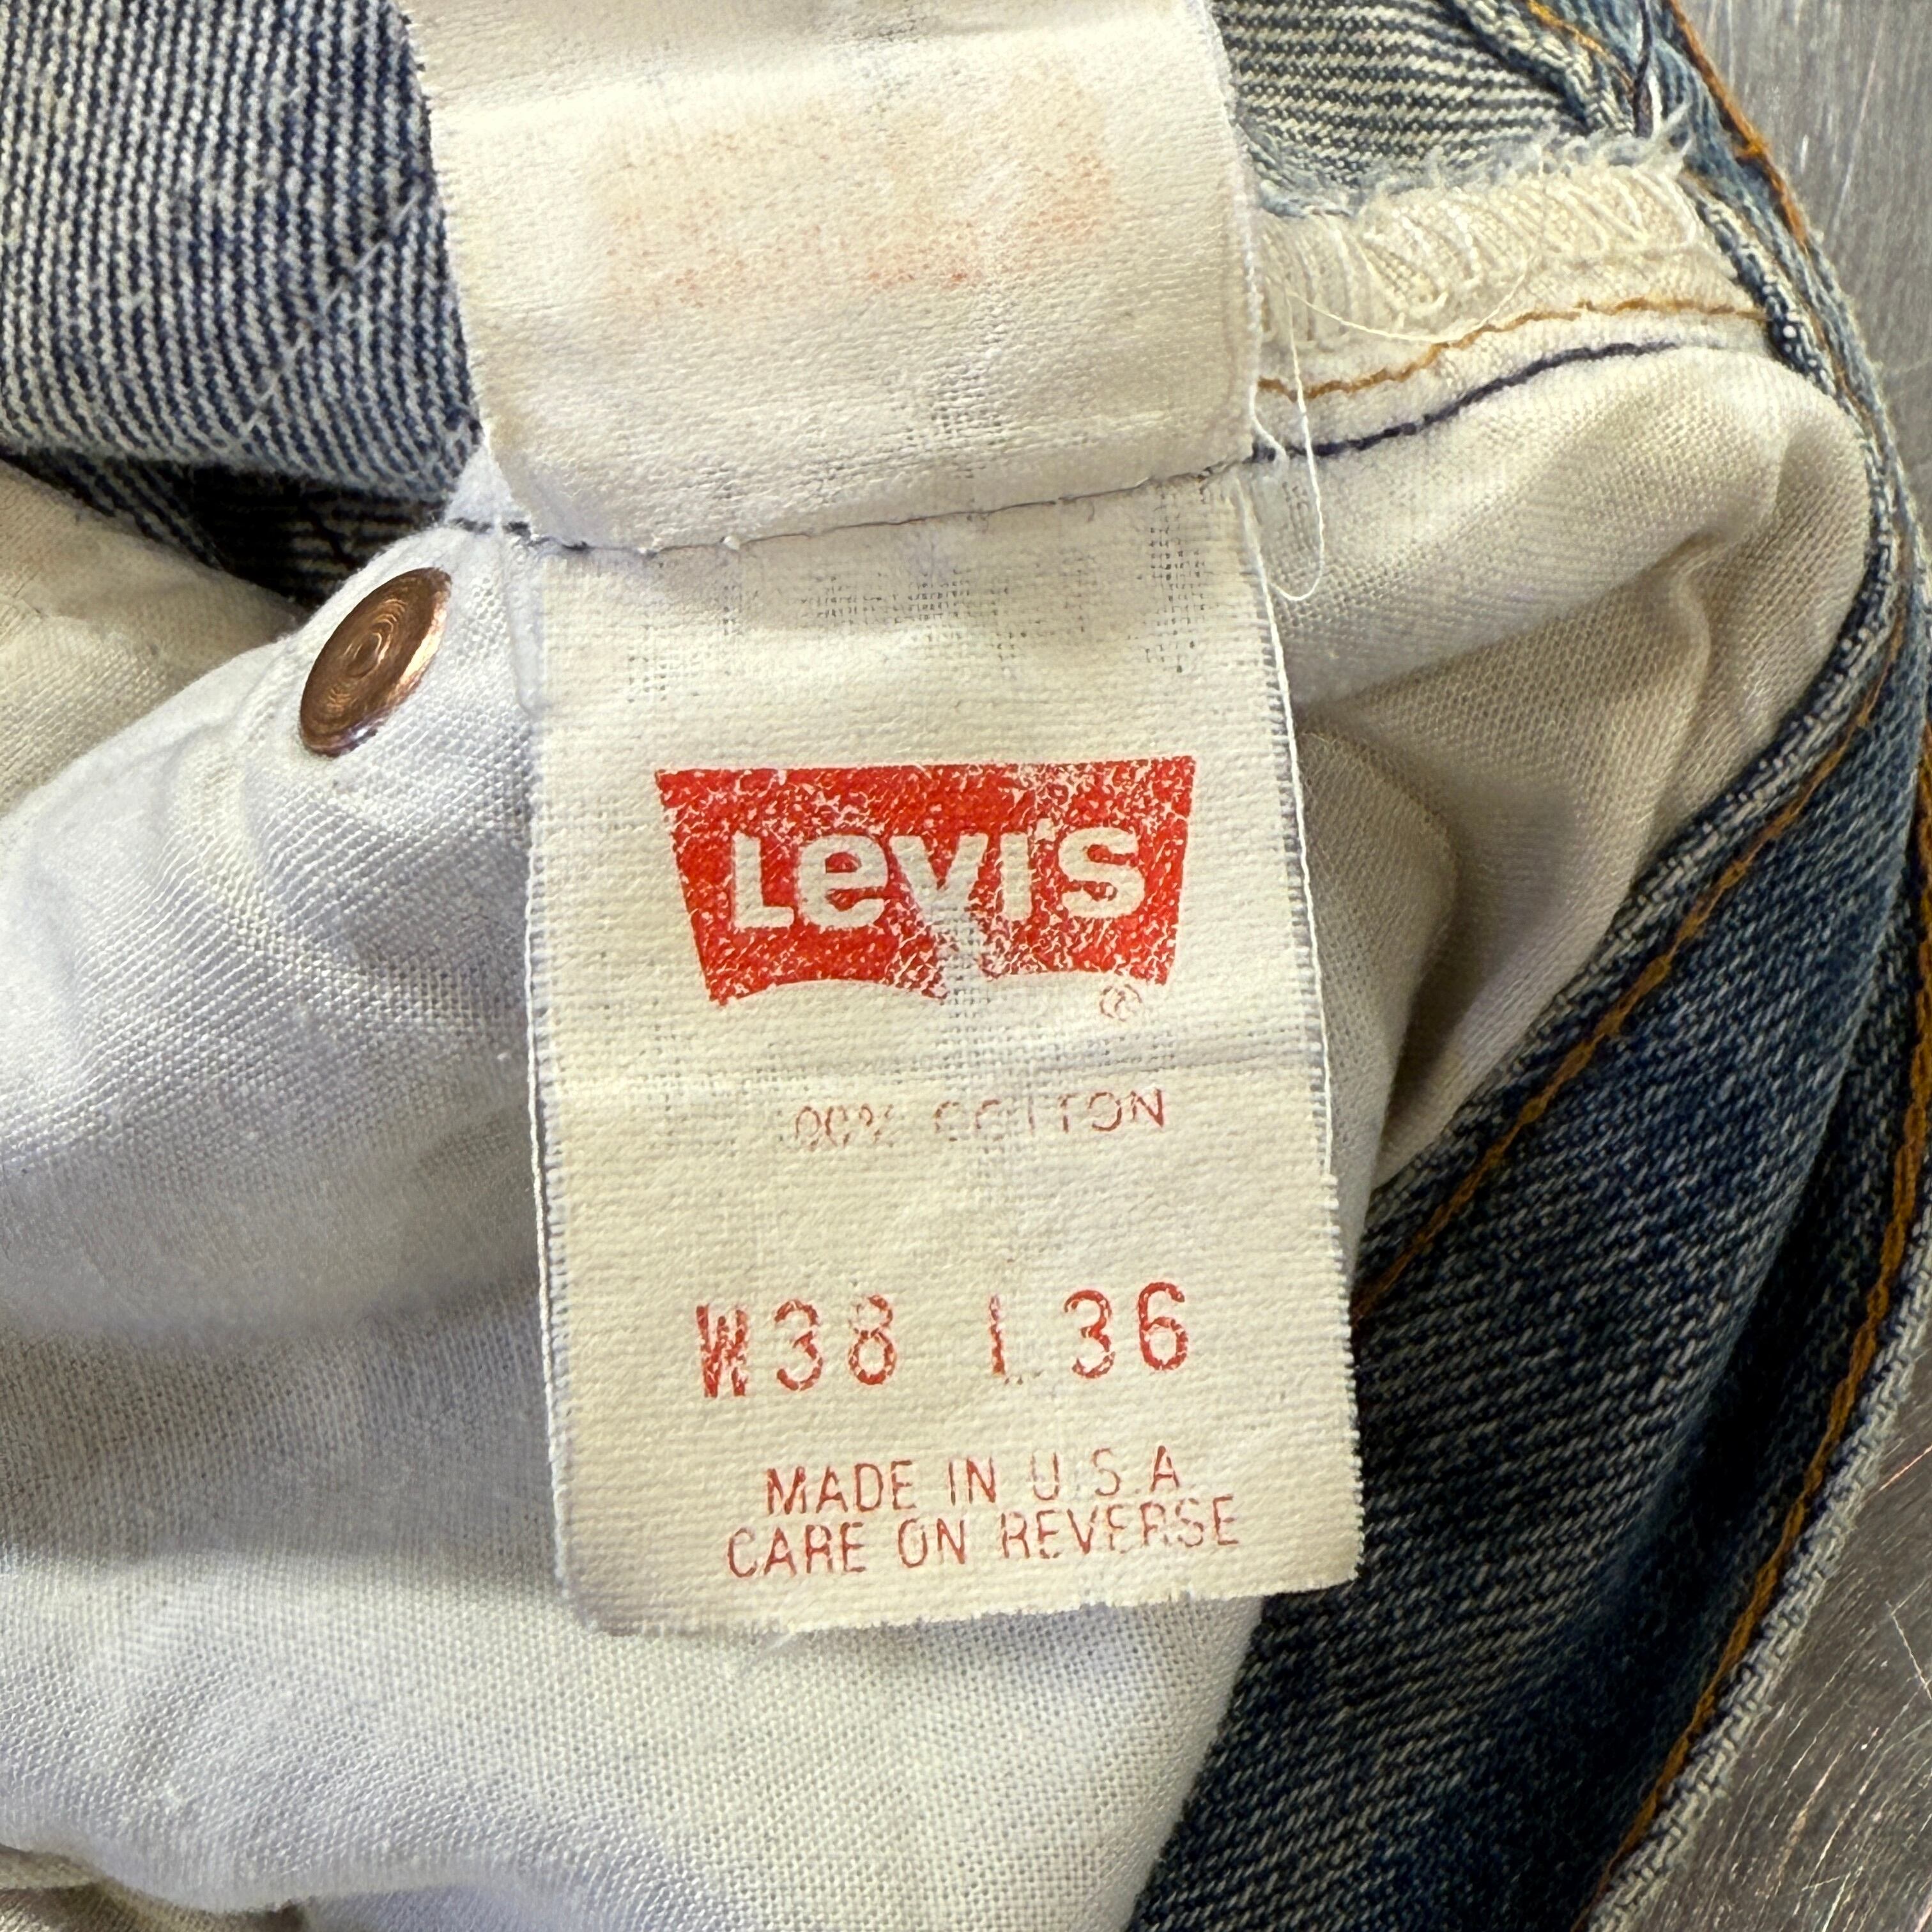 Levi's
®
100% COTTON
W38 L36
MADE IN U.S.A
CARE ON REVERSE